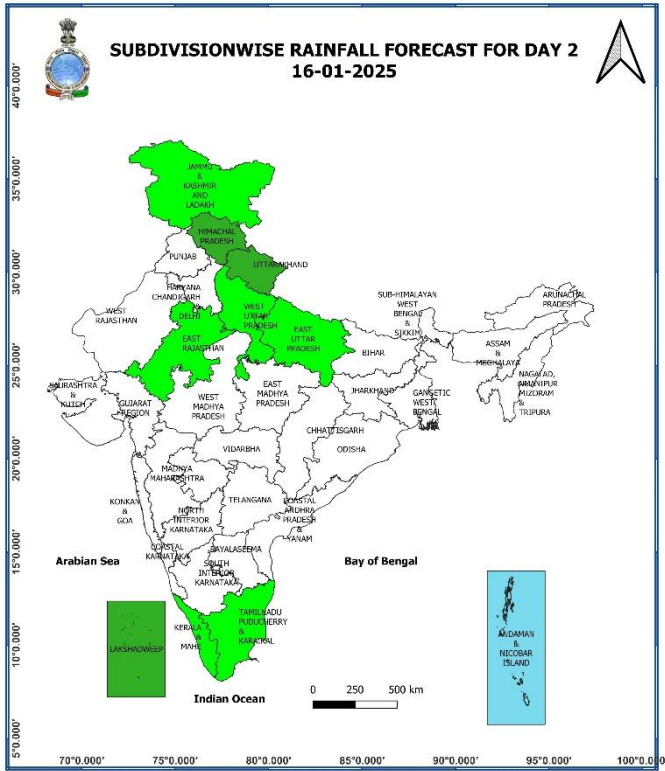 SUBDIVISIONWISE RAINFALL FORECAST FOR DAY 2
16-01-2025
40°0.000'
35°0.000'
30°0.000'
25°0.000'
20°0.000'
15°0.000'
10°0.000'
5°0.000'
JAMMU
&
KASHMIR
AND
LADAKH
HIMACHAL
PRADESH
PUNJAB
UTTARAKHAND
HARYANA
CHANDIGARH
&
DELHI
WEST
RAJASTHAN
EAST
RAJASTHAN
WEST
UTTAR
PRADESH
EAST
UTTAR
PRADESH
SUB-HIMALAYAN
WEST
BENGAL
&
SIKKIM
ARUNACHAL
PRADESH
BIHAR
ASSAM
&
MEGHALAYA
NAGALAD,
MANIPUR
MIZORAM
&
TRIPURA
SAURASHTRA
&
KUTCH
GUJARAT
REGION
WEST
MADHYA
PRADESH
EAST
MADHYA
PRADESH
JHARKHAND
GANGETIC
WEST
BENGAL
CHHATTISGARH
ODISHA
VIDARBHA
MADHYA
MAHARASHTRA
TELANGANA
KONKAN
&
GOA
NORTH
INTERIOR
KARNATAKA
COASTAL
ANDHRA
PRADESH
&
YANAM
COASTAL
KARNATAKA
RAYALASEEMA
SOUTH
INTERIOR
KARNATAKA
Arabian Sea
Bay of Bengal
TAMILNADU
PUDUCHERRY
&
KARAIKAL
KERALA
&
MAHE
LAKSHADWEEP
ANDAMAN
&
NICOBAR
ISLAND
Indian Ocean
0 250 500 km
70°0.000' 75°0.000' 80°0.000' 85°0.000' 90°0.000' 95°0.000' 100°0.000'